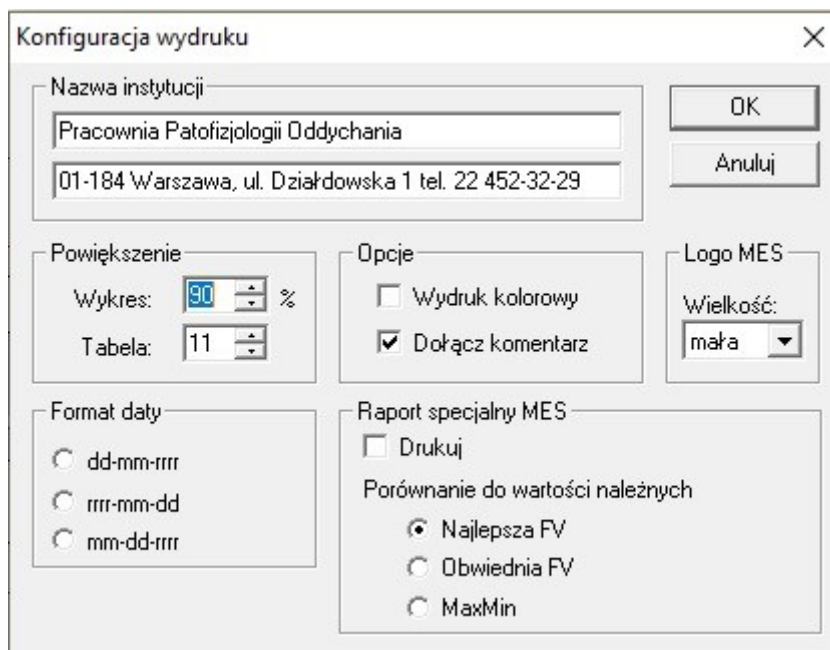 Konfiguracja wydruku
Nazwa instytucji
Pracownia Patofizjologii Oddychania
01-184 Warszawa, ul. Działdowska 1 tel. 22 452-32-29
OK
Anuluj
Powiększenie
Wykres: 90 %
Tabela: 11
Opcje
Wydruk kolorowy
Dołącz komentarz
Logo MES
Wielkość:
mała
Format daty
dd-mm-rrrr
rrrr-mm-dd
mm-dd-rrrr
Raport specjalny MES
Drukuj
Porównanie do wartości należnych
Najlepsza FV
Obwiednia FV
MaxMin